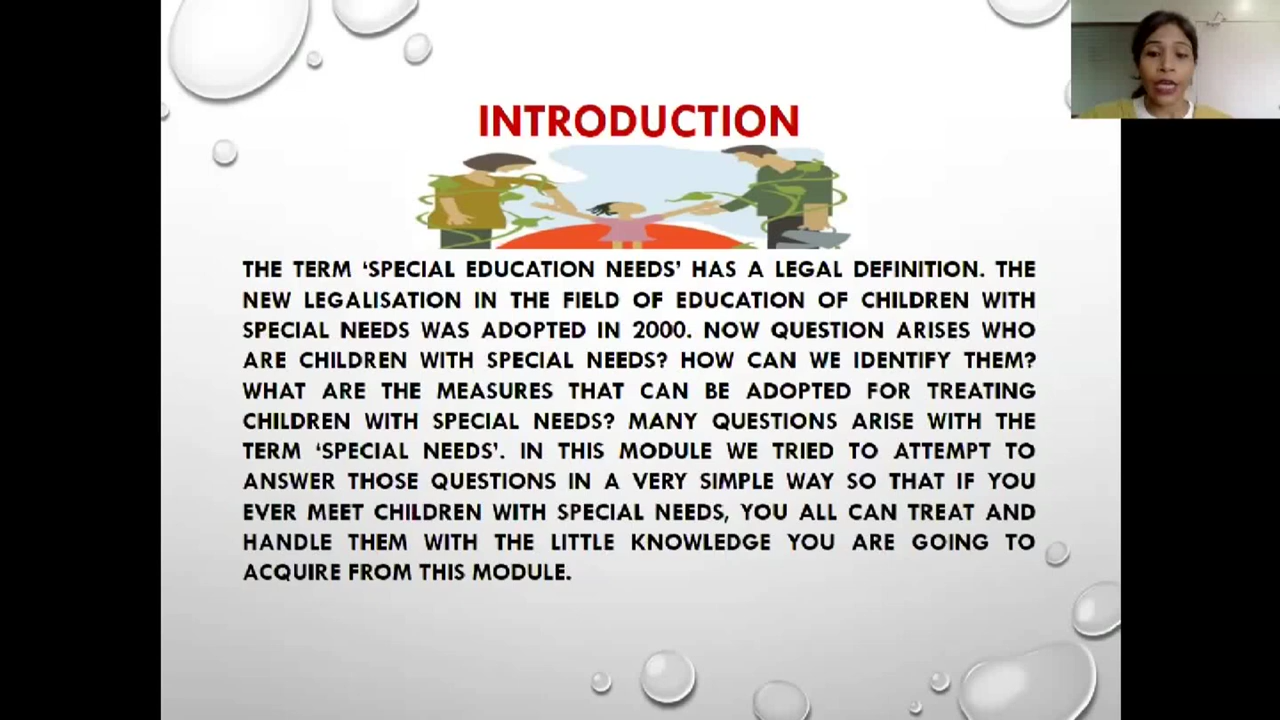 INTRODUCTION
THE TERM ‘SPECIAL EDUCATION NEEDS’ HAS A LEGAL DEFINITION. THE
NEW LEGALISATION IN THE FIELD OF EDUCATION OF CHILDREN WITH
SPECIAL NEEDS WAS ADOPTED IN 2000. NOW QUESTION ARISES WHO
ARE CHILDREN WITH SPECIAL NEEDS? HOW CAN WE IDENTIFY THEM?
WHAT ARE THE MEASURES THAT CAN BE ADOPTED FOR TREATING
CHILDREN WITH SPECIAL NEEDS? MANY QUESTIONS ARISE WITH THE
TERM ‘SPECIAL NEEDS’. IN THIS MODULE WE TRIED TO ATTEMPT TO
ANSWER THOSE QUESTIONS IN A VERY SIMPLE WAY SO THAT IF YOU
EVER MEET CHILDREN WITH SPECIAL NEEDS, YOU ALL CAN TREAT AND
HANDLE THEM WITH THE LITTLE KNOWLEDGE YOU ARE GOING TO
ACQUIRE FROM THIS MODULE.